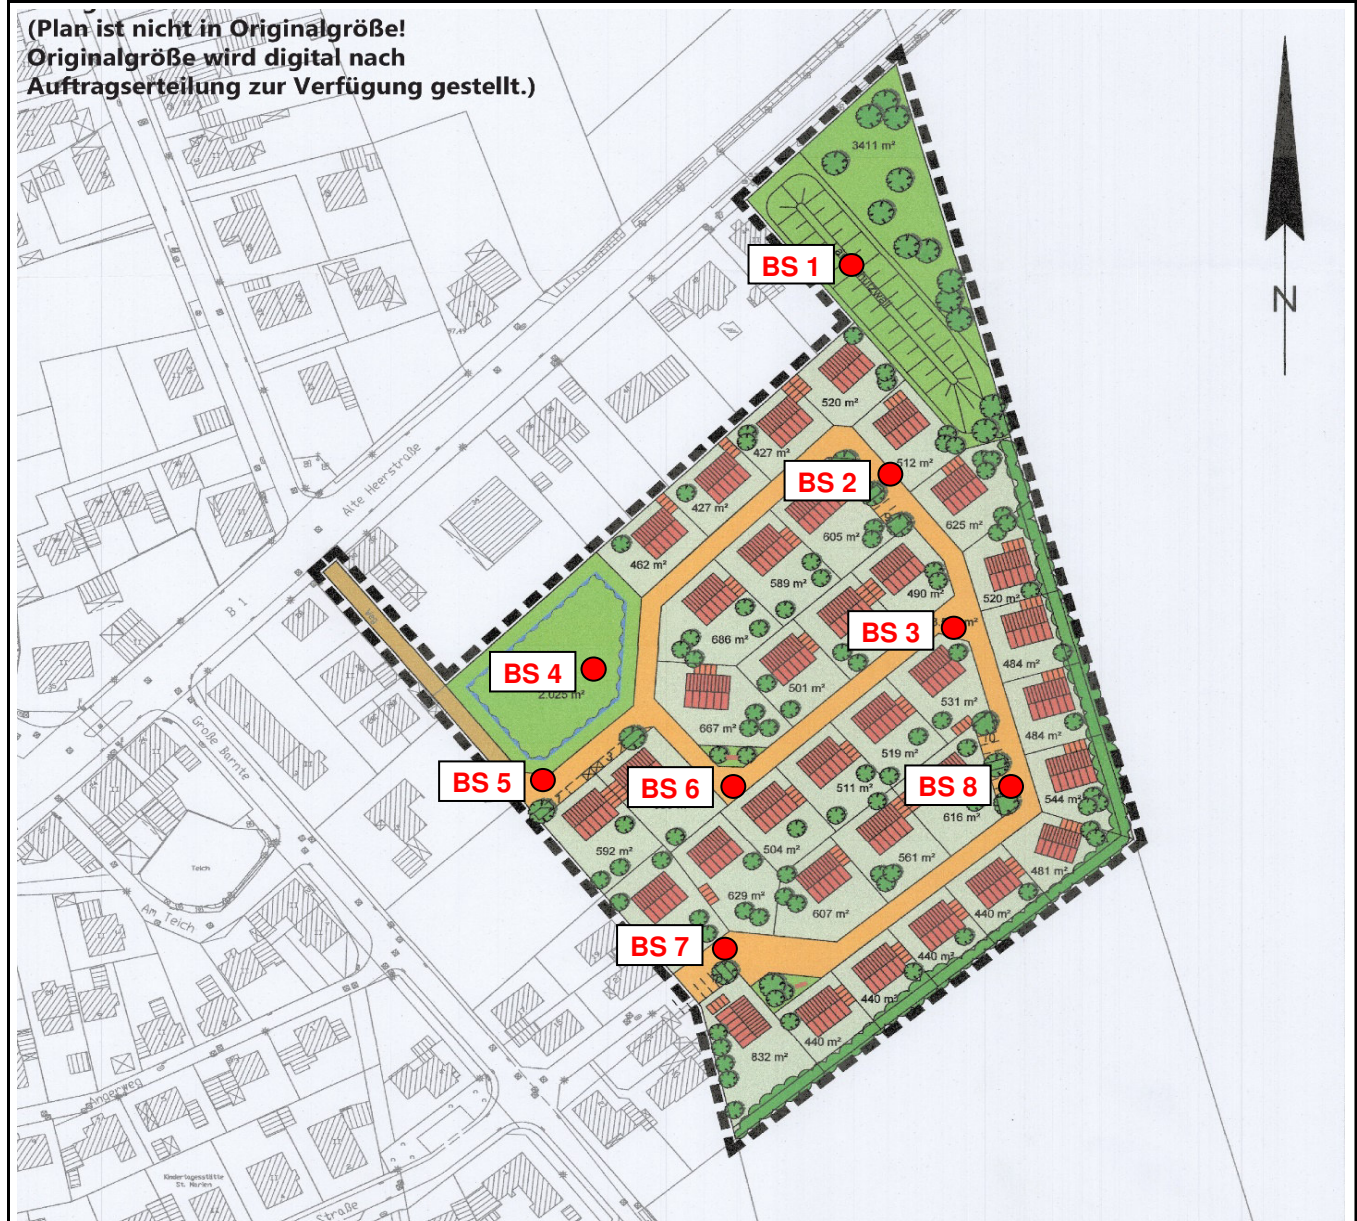 (Plan ist nicht in Originalgröße!
Originalgröße wird digital nach
Auftragserteilung zur Verfügung gestellt.)
3411 m²
BS 1
N
520 m²
427 m²
512 m²
BS 2
427 m²
625 m²
605 m²
462 m²
589 m²
490 m²
520 m²
Alte Heerstraße
B 1
686 m²
BS 3
484 m²
501 m²
BS 4
2.025 m²
531 m²
667 m²
484 m²
519 m²
Große Barnte
BS 5
BS 6
511 m²
BS 8
544 m²
616 m²
592 m²
504 m²
561 m²
481 m²
Teich
629 m²
607 m²
440 m²
Am Teich
BS 7
440 m²
440 m²
440 m²
832 m²
Angerweg
Kindertagesstätte
St. Marien
Straße